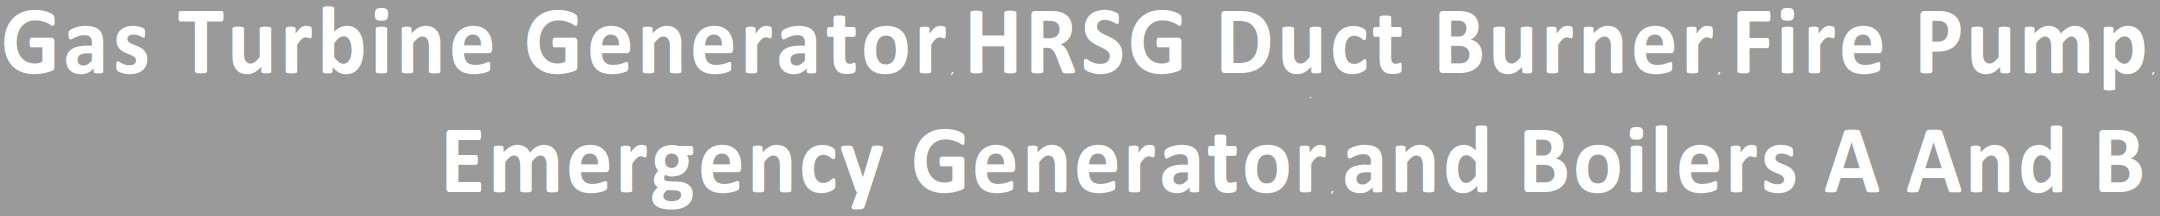 Gas Turbine Generator, HRSG Duct Burner, Fire Pump,
Emergency Generator, and Boilers A And B